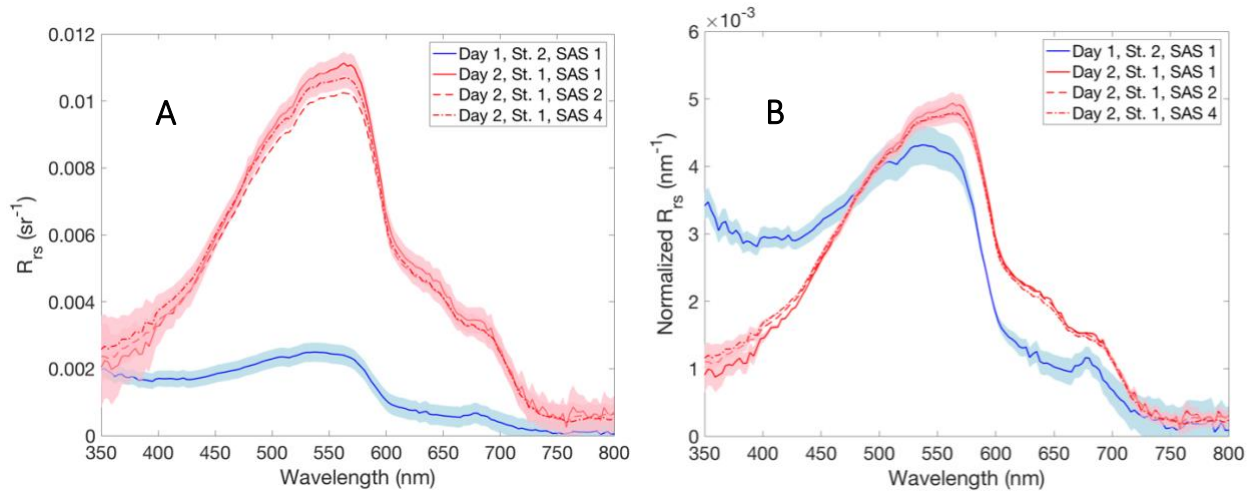 A
R_rs (sr^-1)
0.012
0.01
0.008
0.006
0.004
0.002
0
350 400 450 500 550 600 650 700 750 800
Wavelength (nm)
Day 1, St. 2, SAS 1
Day 2, St. 1, SAS 1
Day 2, St. 1, SAS 2
Day 2, St. 1, SAS 4
B
×10^-3
Normalized R_rs (nm^-1)
6
5
4
3
2
1
0
350 400 450 500 550 600 650 700 750 800
Wavelength (nm)
Day 1, St. 2, SAS 1
Day 2, St. 1, SAS 1
Day 2, St. 1, SAS 2
Day 2, St. 1, SAS 4